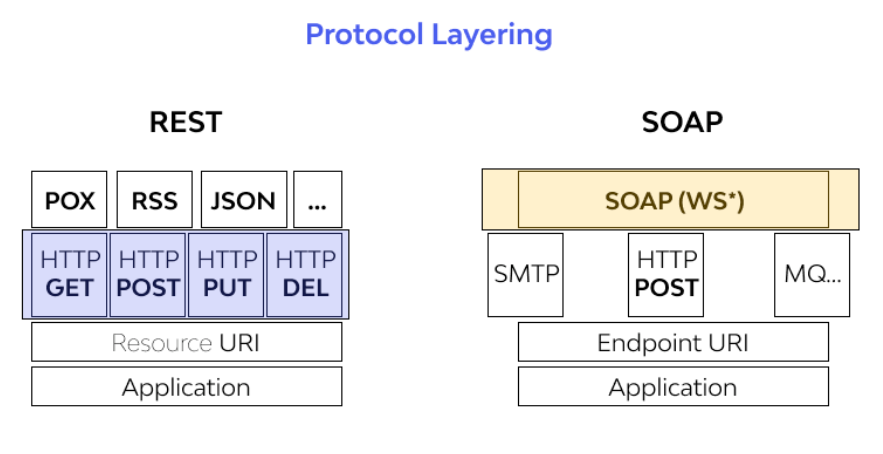 Protocol Layering
REST
POX RSS JSON ...
HTTP GET HTTP POST HTTP PUT HTTP DEL
Resource URI
Application
SOAP
SOAP (WS*)
SMTP HTTP POST MQ...
Endpoint URI
Application